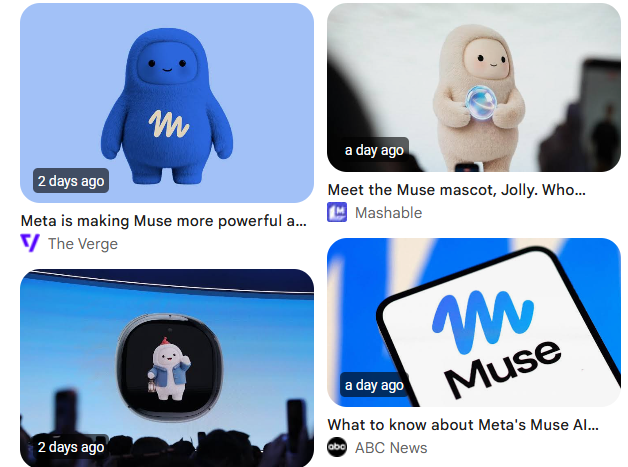 2 days ago
Meta is making Muse more powerful a...
The Verge
2 days ago
a day ago
Meet the Muse mascot, Jolly. Who...
Mashable
Muse
a day ago
What to know about Meta's Muse AI...
abc
ABC News